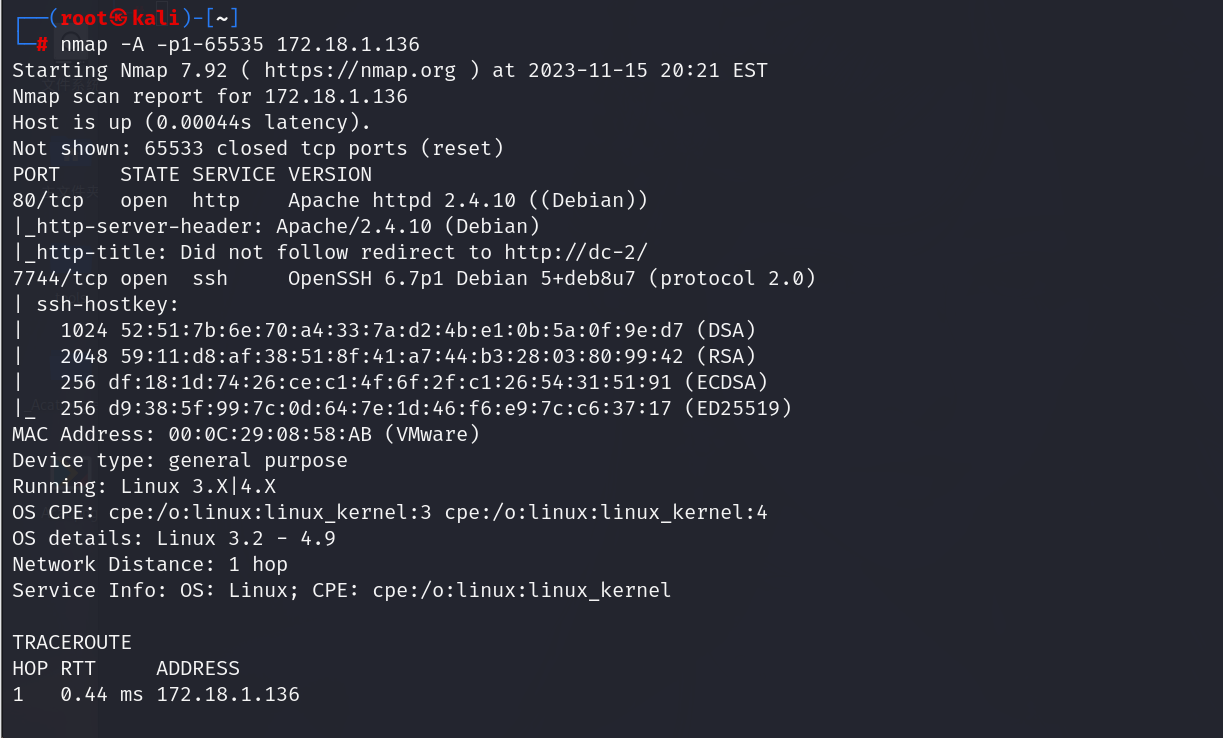 ┌──(root㉿kali)-[~]
└─# nmap -A -p1-65535 172.18.1.136
Starting Nmap 7.92 ( https://nmap.org ) at 2023-11-15 20:21 EST
Nmap scan report for 172.18.1.136
Host is up (0.00044s latency).
Not shown: 65533 closed tcp ports (reset)
PORT     STATE SERVICE VERSION
80/tcp   open  http    Apache httpd 2.4.10 ((Debian))
|_http-server-header: Apache/2.4.10 (Debian)
|_http-title: Did not follow redirect to http://dc-2/
7744/tcp open  ssh     OpenSSH 6.7p1 Debian 5+deb8u7 (protocol 2.0)
| ssh-hostkey:
|   1024 52:51:7b:6e:70:a4:33:7a:d2:4b:e1:0b:5a:0f:9e:d7 (DSA)
|   2048 59:11:d8:af:38:51:8f:41:a7:44:b3:28:03:80:99:42 (RSA)
|   256 df:18:1d:74:26:ce:c1:4f:6f:2f:c1:26:54:31:51:91 (ECDSA)
|_  256 d9:38:5f:99:7c:0d:64:7e:1d:46:f6:e9:7c:c6:37:17 (ED25519)
MAC Address: 00:0C:29:08:58:AB (VMware)
Device type: general purpose
Running: Linux 3.X|4.X
OS CPE: cpe:/o:linux:linux_kernel:3 cpe:/o:linux:linux_kernel:4
OS details: Linux 3.2 - 4.9
Network Distance: 1 hop
Service Info: OS: Linux; CPE: cpe:/o:linux:linux_kernel

TRACEROUTE
HOP RTT     ADDRESS
1   0.44 ms 172.18.1.136